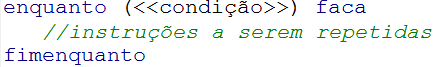 enquanto (<<condição>>) faca
//instruções a serem repetidas
fimenquanto